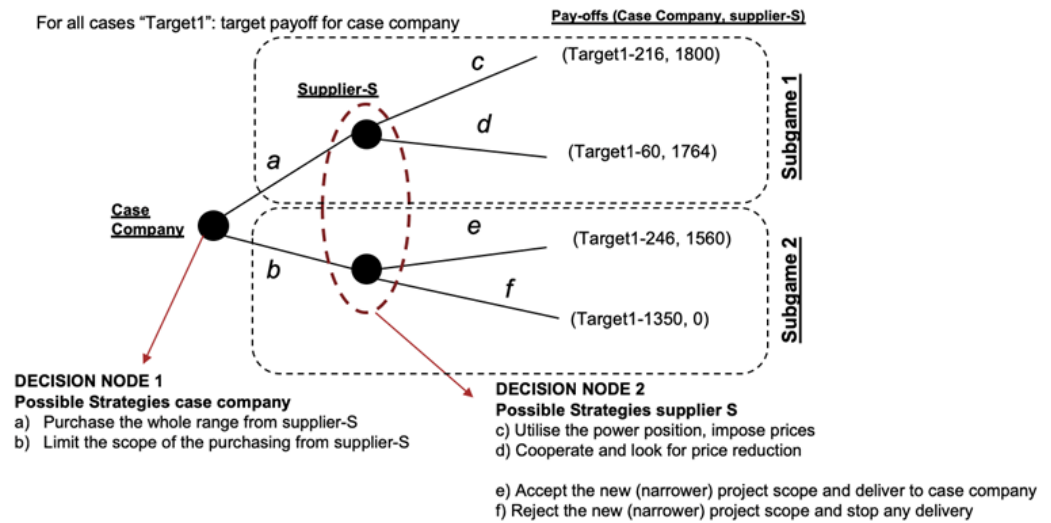 For all cases “Target1”: target payoff for case company
Pay-offs (Case Company, supplier-S)
c
(Target1-216, 1800)
Supplier-S
d
(Target1-60, 1764)
a
Subgame 1
Case
Company
e
(Target1-246, 1560)
b
f
(Target1-1350, 0)
Subgame 2
DECISION NODE 1
Possible Strategies case company
a) Purchase the whole range from supplier-S
b) Limit the scope of the purchasing from supplier-S
DECISION NODE 2
Possible Strategies supplier S
c) Utilise the power position, impose prices
d) Cooperate and look for price reduction
e) Accept the new (narrower) project scope and deliver to case company
f) Reject the new (narrower) project scope and stop any delivery